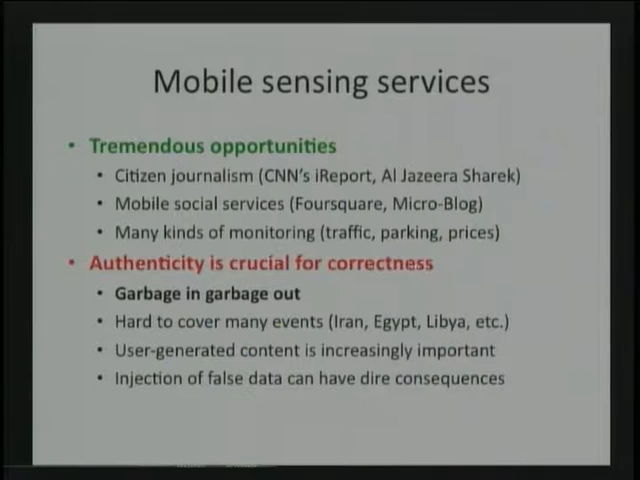 Mobile sensing services
• Tremendous opportunities
• Citizen journalism (CNN's iReport, Al Jazeera Sharek)
• Mobile social services (Foursquare, Micro-Blog)
• Many kinds of monitoring (traffic, parking, prices)
• Authenticity is crucial for correctness
• Garbage in garbage out
• Hard to cover many events (Iran, Egypt, Libya, etc.)
• User-generated content is increasingly important
• Injection of false data can have dire consequences